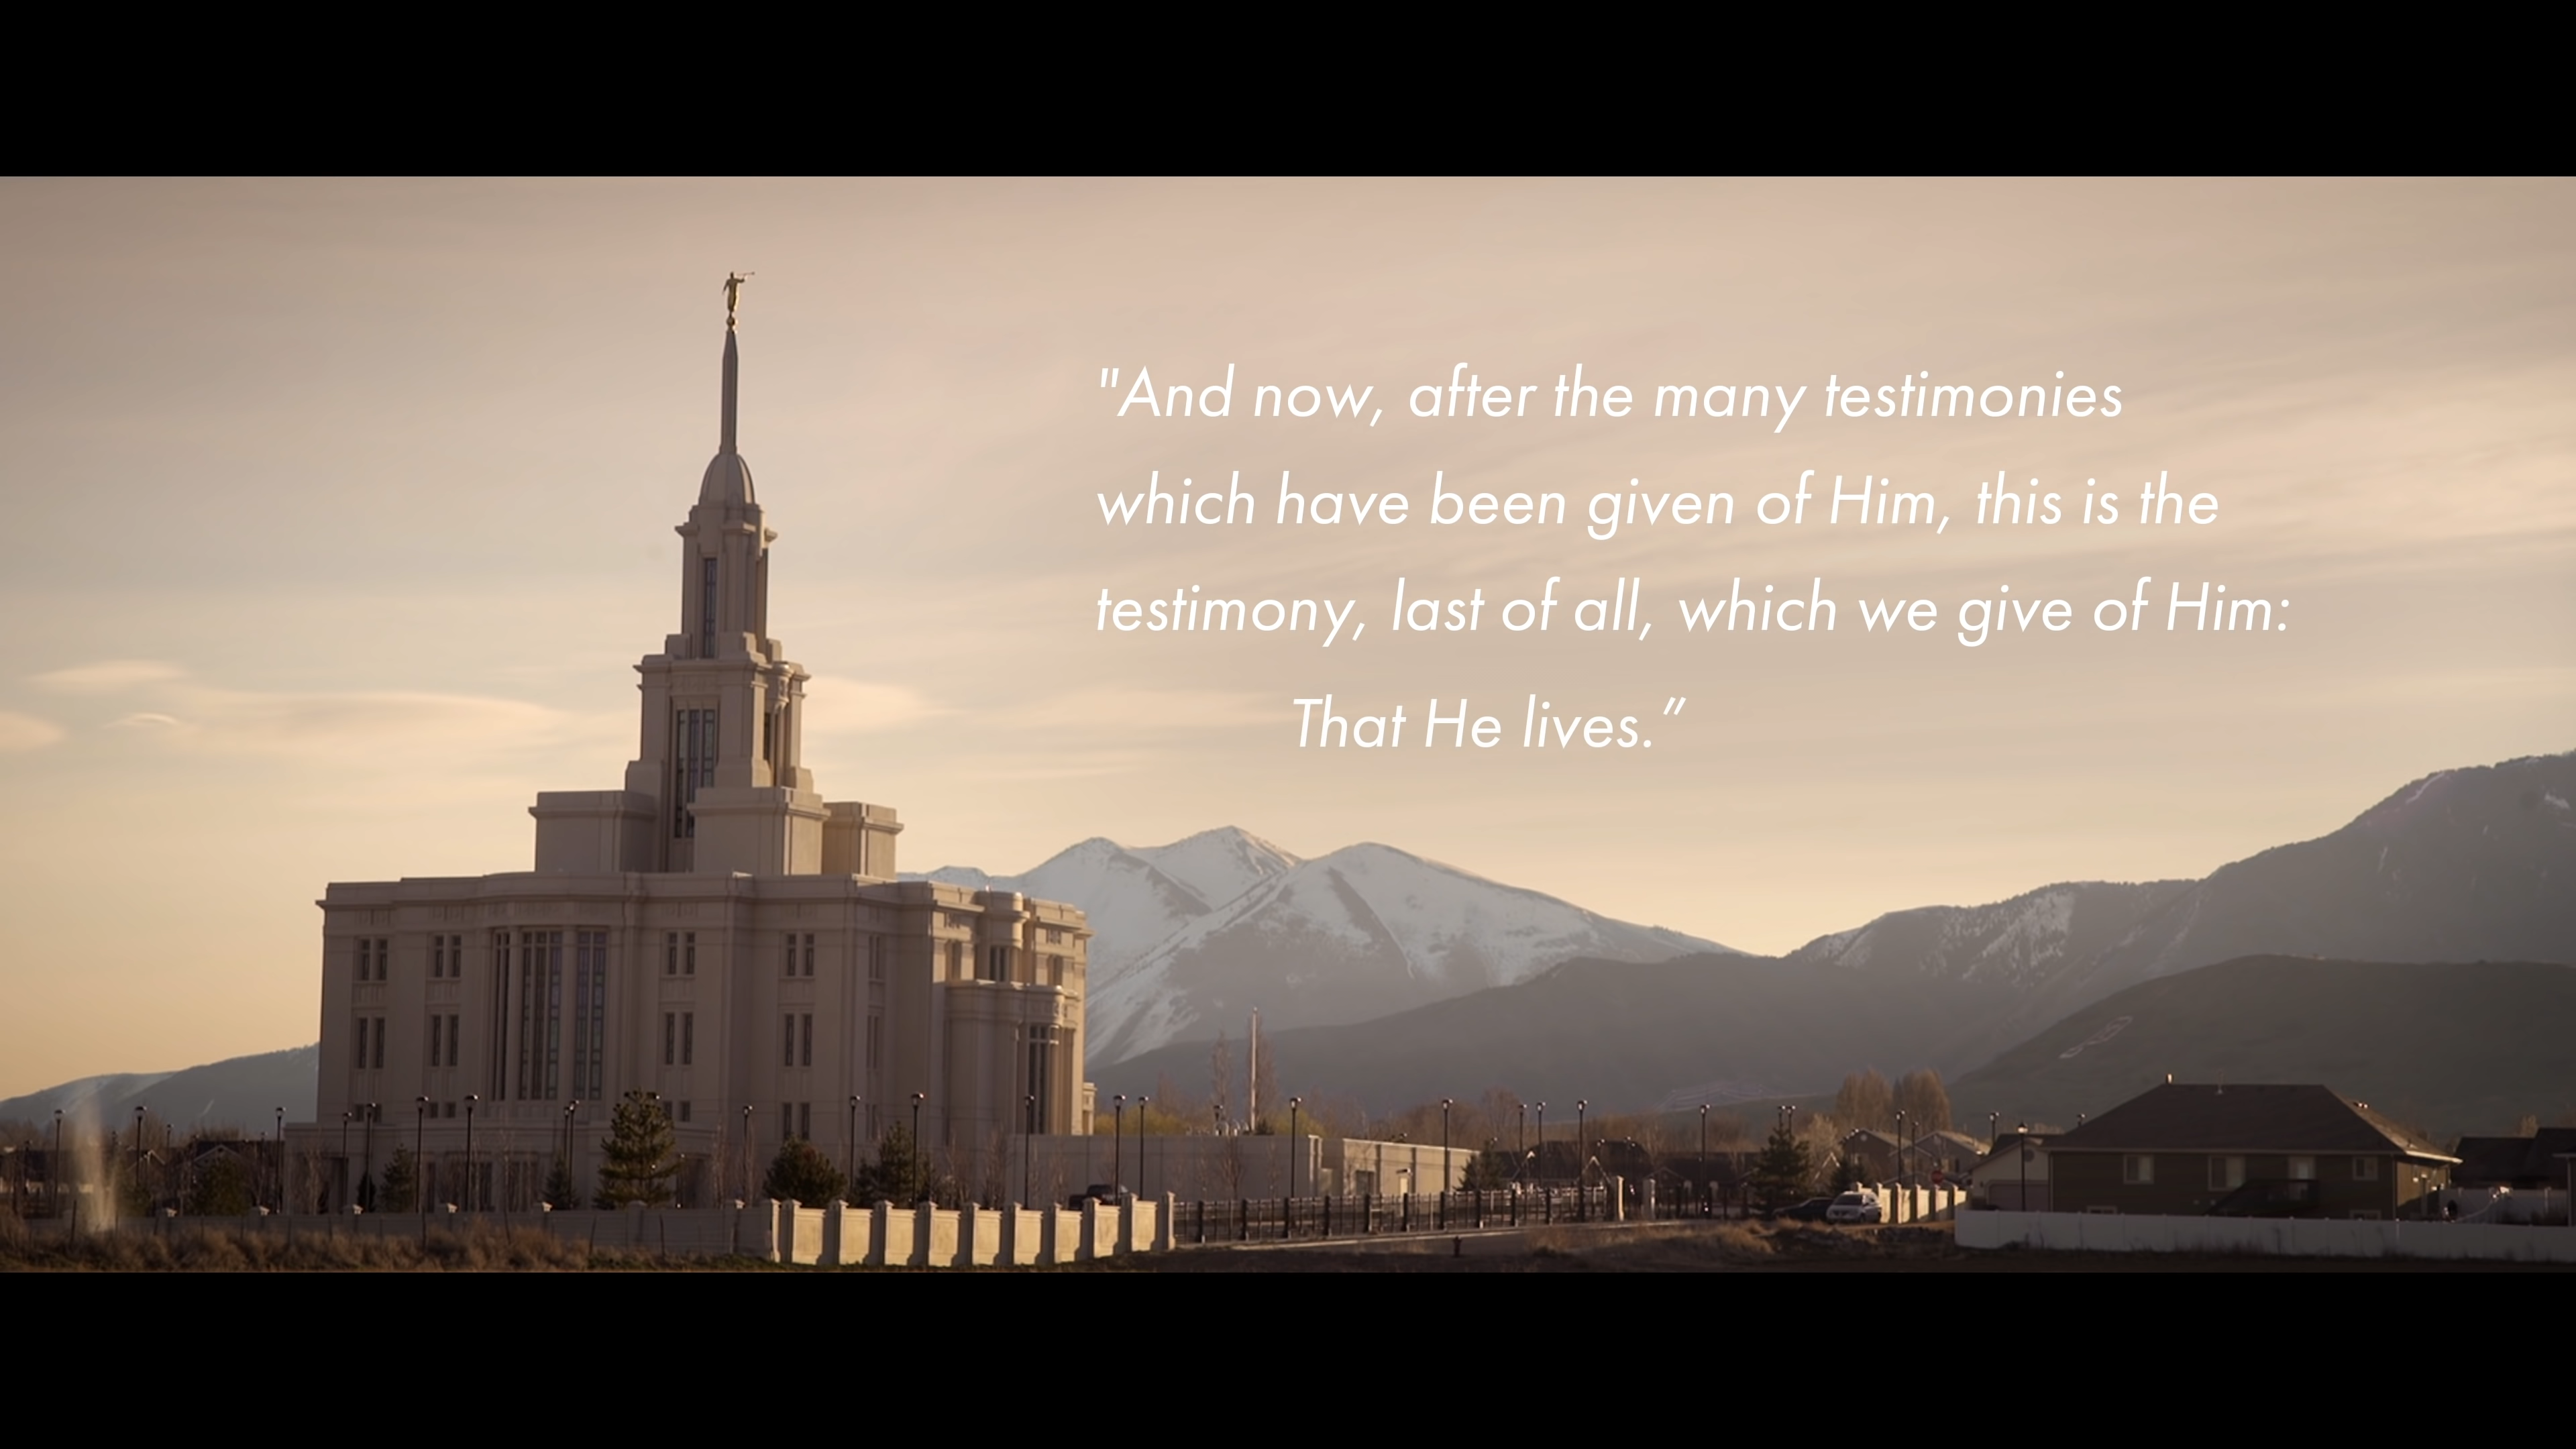 "And now, after the many testimonies
which have been given of Him, this is the
testimony, last of all, which we give of Him:
That He lives.”